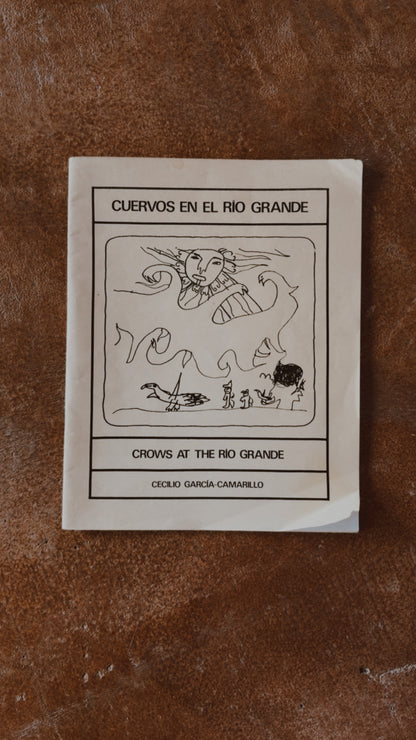 CUERVOS EN EL RÍO GRANDE
CROWS AT THE RÍO GRANDE
CECILIO GARCÍA-CAMARILLO